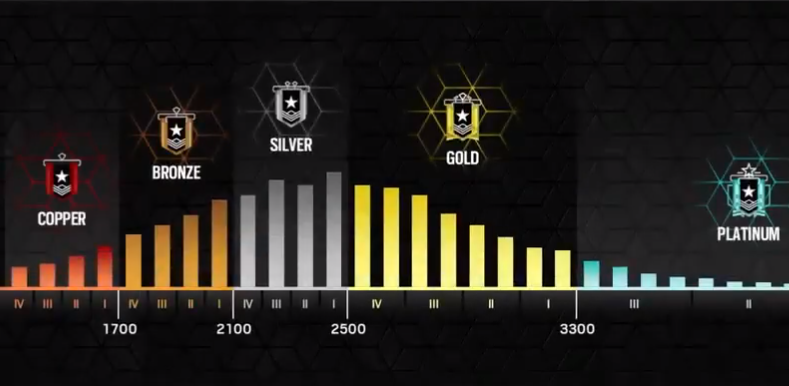 SILVER
GOLD
BRONZE
COPPER
PLATINUM
IV III II I IV III II I IV III II I IV III II I III II
1700 2100 2500 3300